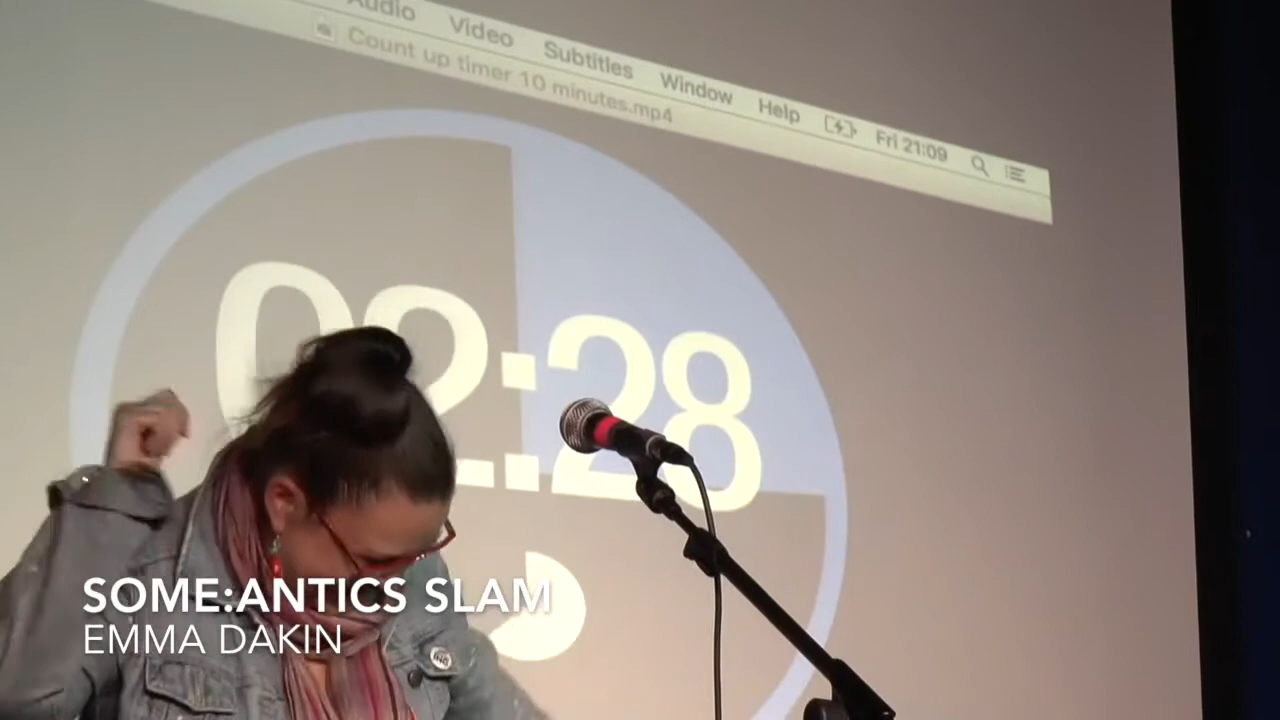 Audio Video Subtitles Window Help Fri 21:09
Count up timer 10 minutes.mp4
02:28
SOME:ANTICS SLAM
EMMA DAKIN